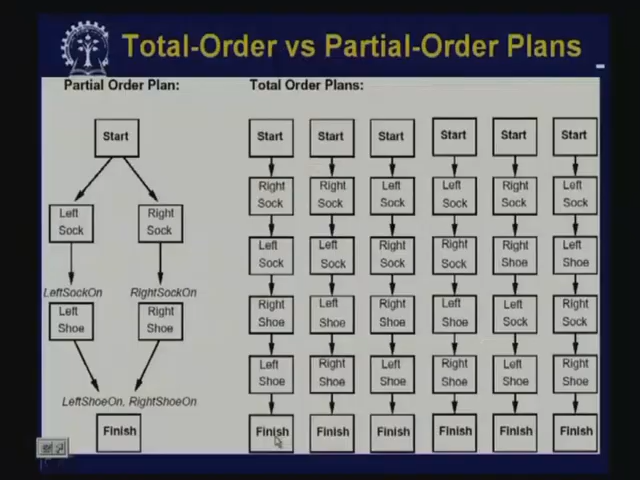 Total-Order vs Partial-Order Plans
Partial Order Plan:
Start
Left
Sock
Right
Sock
LeftSockOn
RightSockOn
Left
Shoe
Right
Shoe
LeftShoeOn, RightShoeOn
Finish
Total Order Plans:
Start
Right
Sock
Left
Sock
Right
Shoe
Left
Shoe
Finish
Start
Right
Sock
Left
Sock
Left
Shoe
Right
Shoe
Finish
Start
Left
Sock
Right
Sock
Right
Shoe
Left
Shoe
Finish
Start
Left
Sock
Right
Sock
Left
Shoe
Right
Shoe
Finish
Start
Right
Sock
Right
Shoe
Left
Sock
Left
Shoe
Finish
Start
Left
Sock
Left
Shoe
Right
Sock
Right
Shoe
Finish